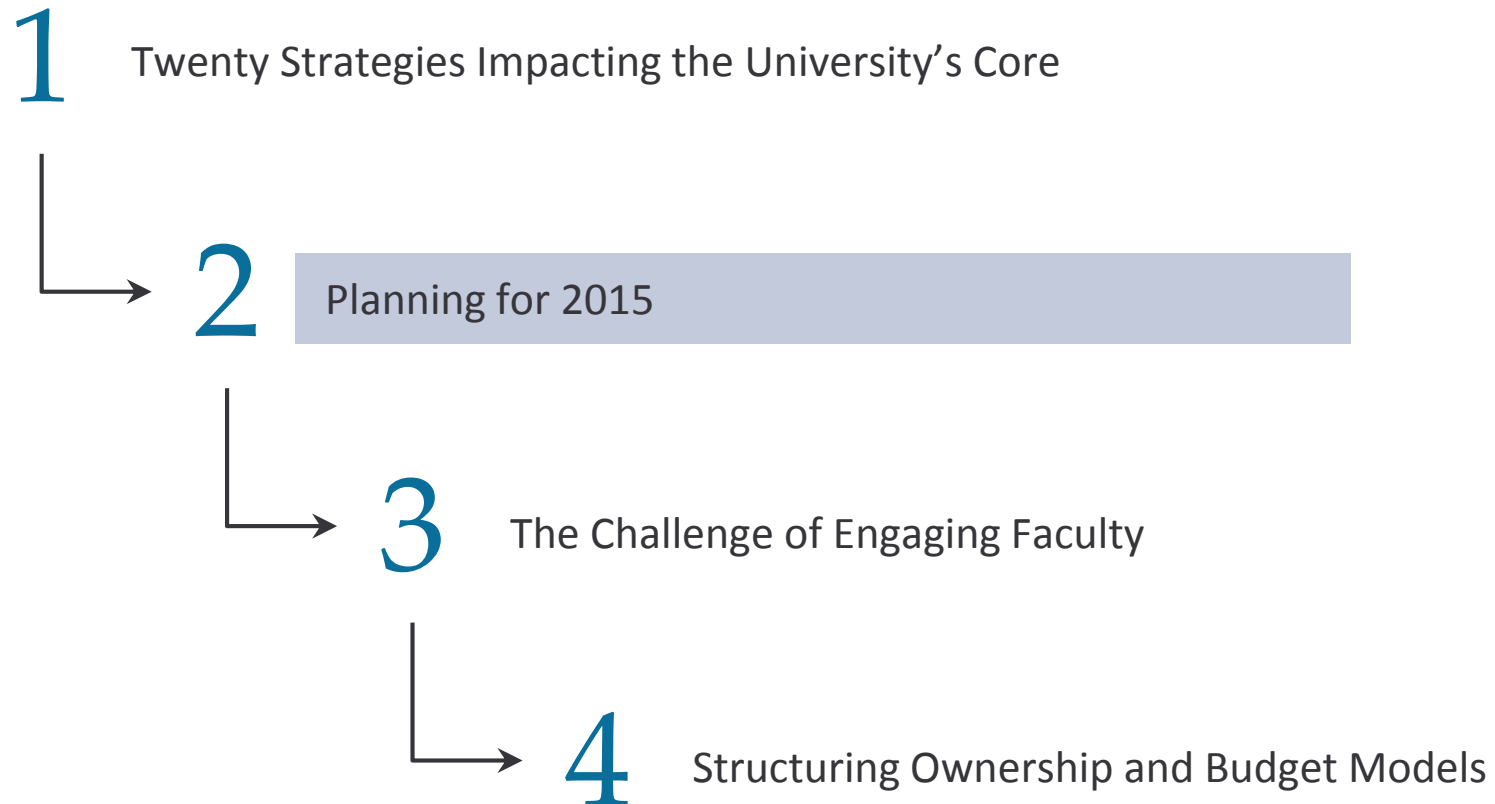 1 Twenty Strategies Impacting the University’s Core
2 Planning for 2015
3 The Challenge of Engaging Faculty
4 Structuring Ownership and Budget Models